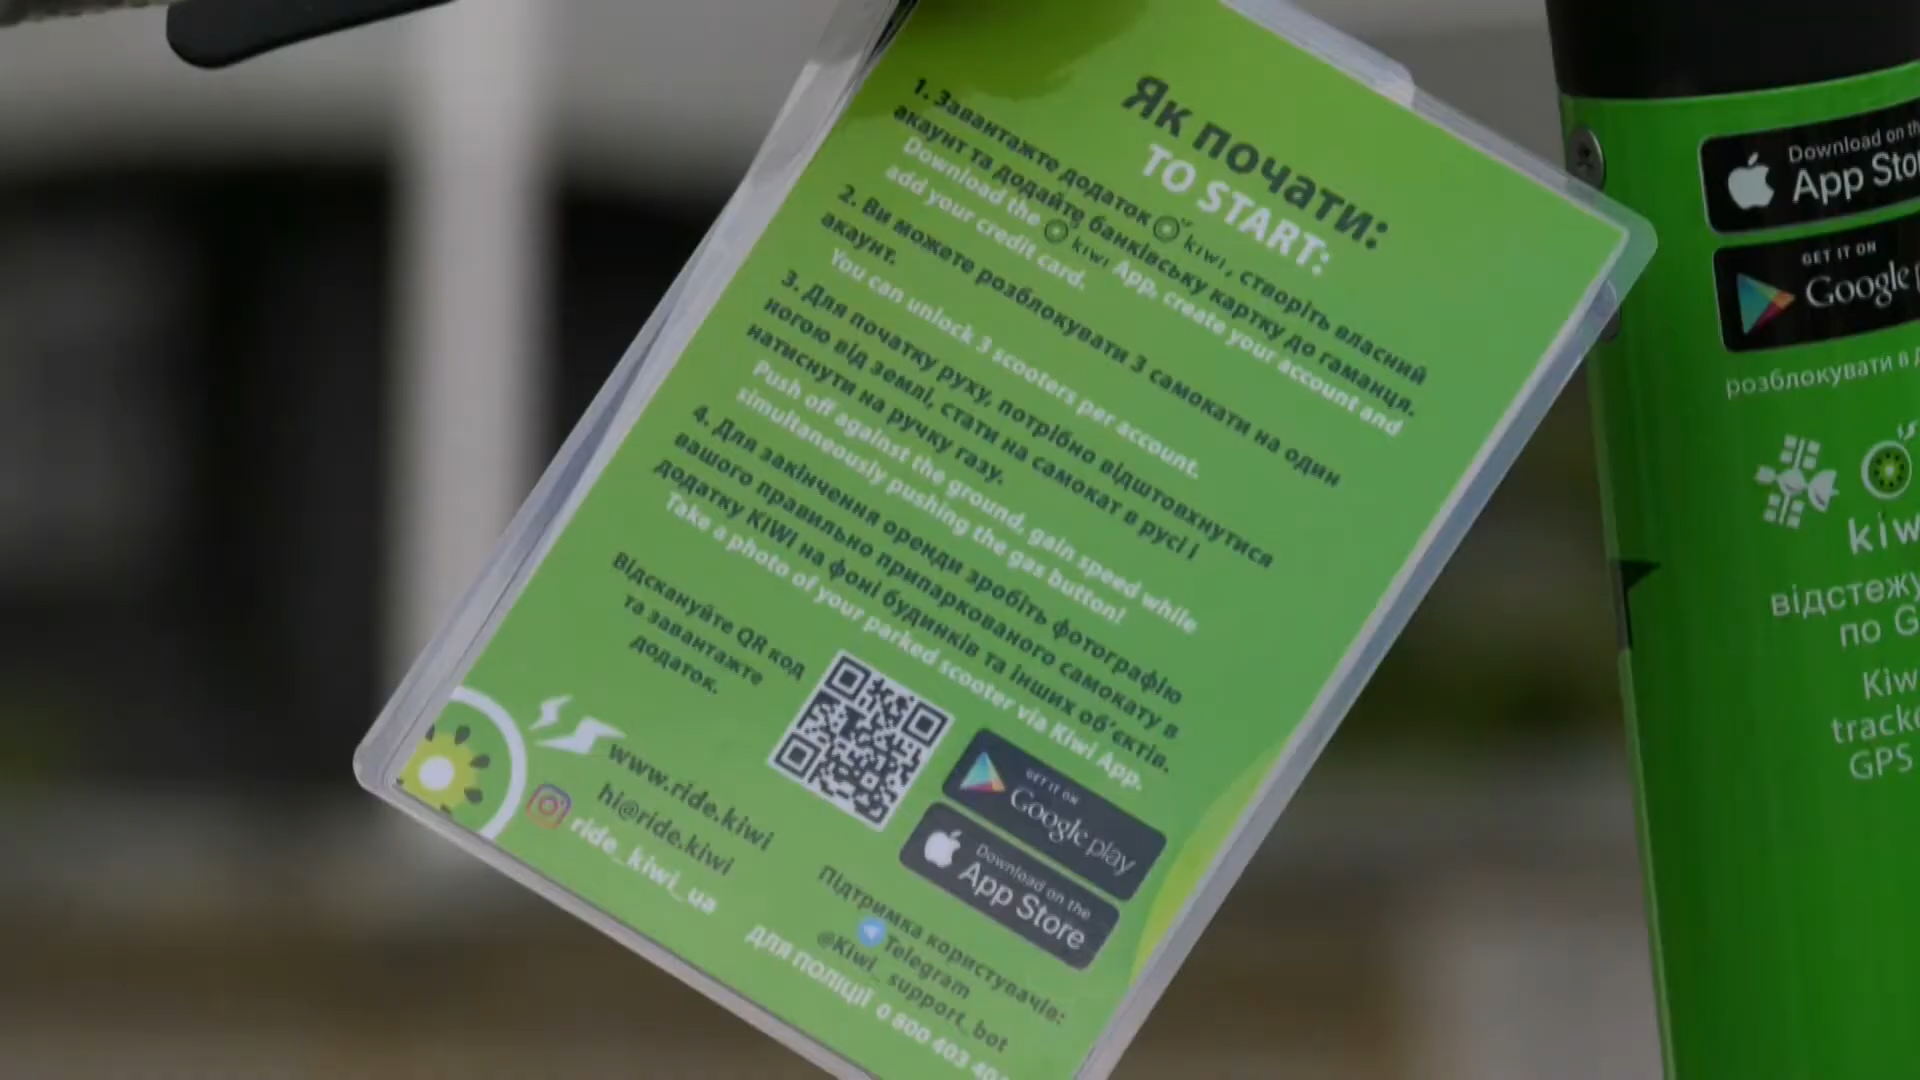 Як почати:
TO START:
1. Завантажте додаток kiwi, створіть власний
акаунт та додайте банківську картку до гаманця.
Download the kiwi App, create your account and
add your credit card.
2. Ви можете розблокувати 3 самокати на один
акаунт.
You can unlock 3 scooters per account.
3. Для початку руху, потрібно відштовхнутися
ногою від землі, стати на самокат в русі і
натиснути на ручку газу.
Push off against the ground, gain speed while
simultaneously pushing the gas button!
4. Для закінчення оренди зробіть фотографію
вашого правильно припаркованого самокату в
додатку KIWI на фоні будинків та інших об'єктів.
Take a photo of your parked scooter via Kiwi App.
Відскануйте QR код
та завантажте
додаток.
GET IT ON
Google play
Download on the
App Store
www.ride.kiwi
hi@ride.kiwi
ride_kiwi_ua
Підтримка користувачів:
Telegram
@Kiwi_support_bot
ДЛЯ ПОЛІЦІЇ 0 800 403
Download on the
App Sto
GET IT ON
Google
розблокувати в
kiw
відстежу
по G
Kiw
track
GPS